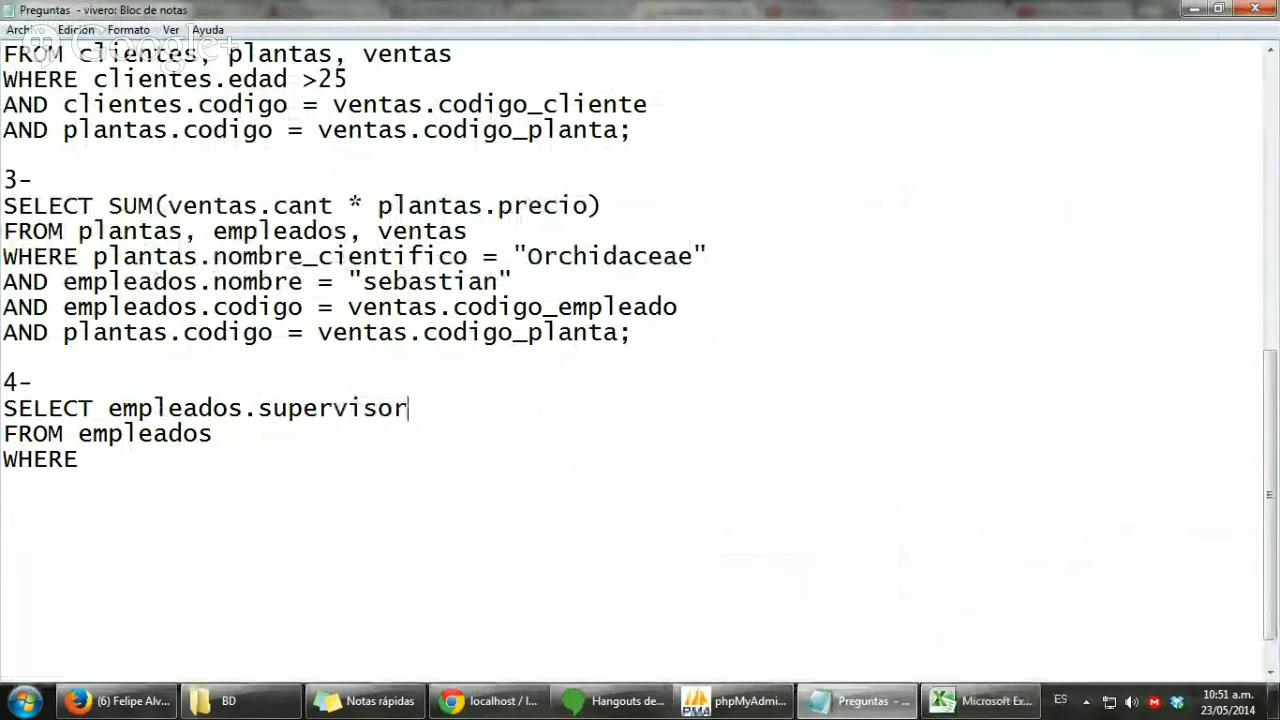 Preguntas - vivero: Bloc de notas
Archivo Edición Formato Ver Ayuda
Google+
FROM clientes, plantas, ventas
WHERE clientes.edad >25
AND clientes.codigo = ventas.codigo_cliente
AND plantas.codigo = ventas.codigo_planta;
3-
SELECT SUM(ventas.cant * plantas.precio)
FROM plantas, empleados, ventas
WHERE plantas.nombre_cientifico = "Orchidaceae"
AND empleados.nombre = "sebastian"
AND empleados.codigo = ventas.codigo_empleado
AND plantas.codigo = ventas.codigo_planta;
4-
SELECT empleados.supervisor
FROM empleados
WHERE
(6) Felipe Alv... BD Notas rápidas localhost / l... Hangouts de... PMA phpMyAdmi... Preguntas - ... Microsoft Ex... ES 10:51 a.m.
23/05/2014